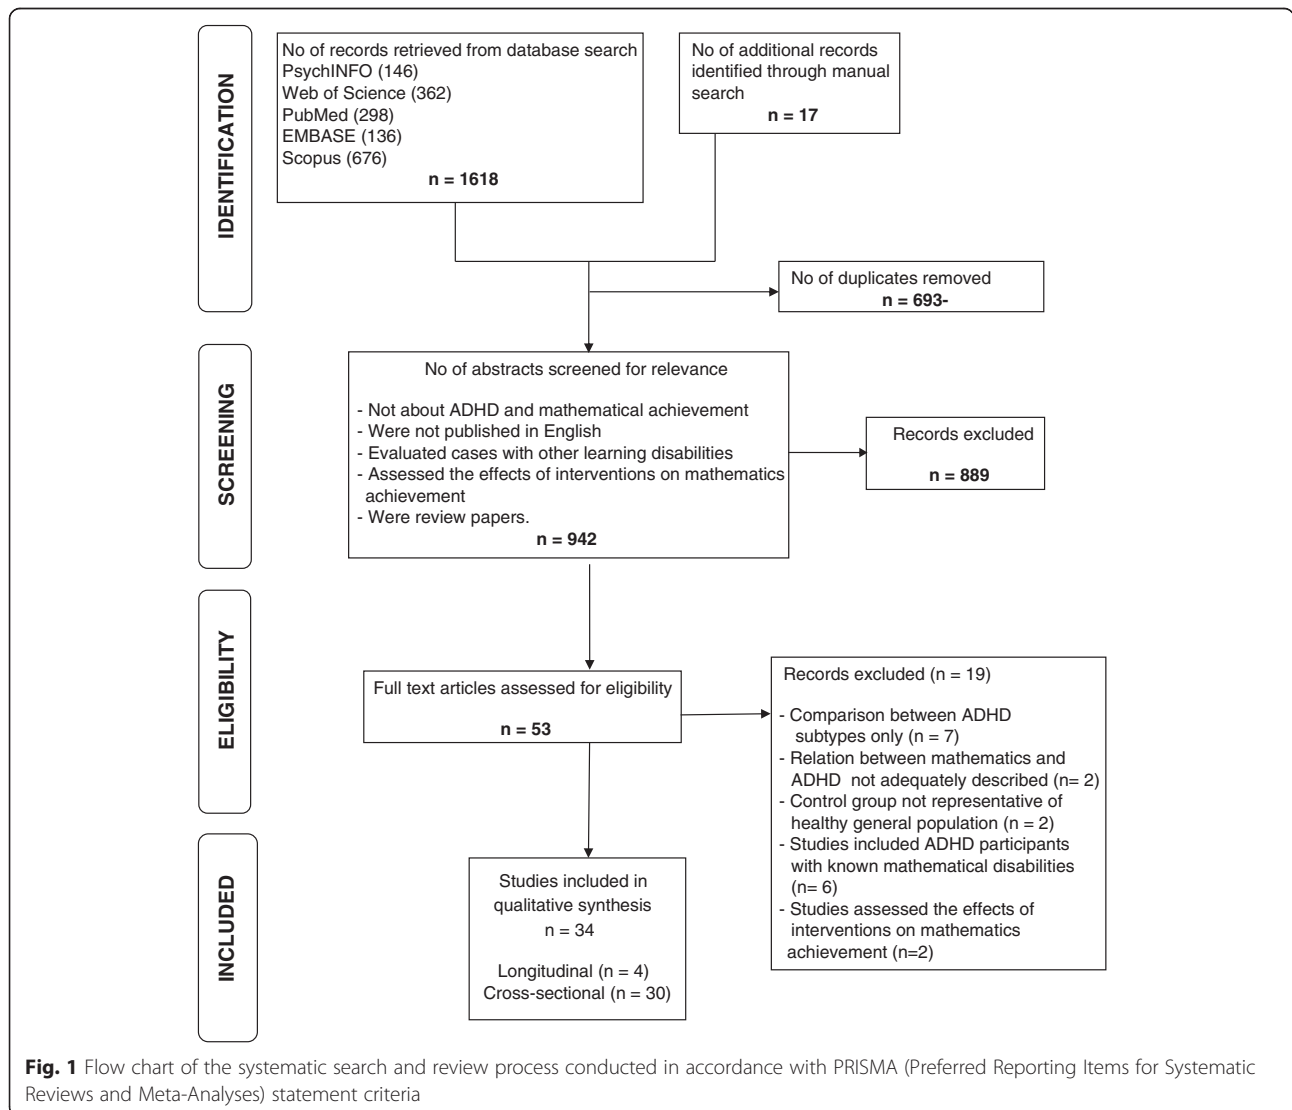 IDENTIFICATION
No of records retrieved from database search
PsychINFO (146)
Web of Science (362)
PubMed (298)
EMBASE (136)
Scopus (676)
n = 1618
No of additional records
identified through manual
search
n = 17
No of duplicates removed
n = 693-
SCREENING
No of abstracts screened for relevance
- Not about ADHD and mathematical achievement
- Were not published in English
- Evaluated cases with other learning disabilities
- Assessed the effects of interventions on mathematics
achievement
- Were review papers.
n = 942
Records excluded
n = 889
ELIGIBILITY
Full text articles assessed for eligibility
n = 53
Records excluded (n = 19)
- Comparison between ADHD
subtypes only (n = 7)
- Relation between mathematics and
ADHD not adequately described (n= 2)
- Control group not representative of
healthy general population (n = 2)
- Studies included ADHD participants
with known mathematical disabilities
(n= 6)
- Studies assessed the effects of
interventions on mathematics
achievement (n=2)
INCLUDED
Studies included in
qualitative synthesis
n = 34
Longitudinal (n = 4)
Cross-sectional (n = 30)
Fig. 1 Flow chart of the systematic search and review process conducted in accordance with PRISMA (Preferred Reporting Items for Systematic
Reviews and Meta-Analyses) statement criteria